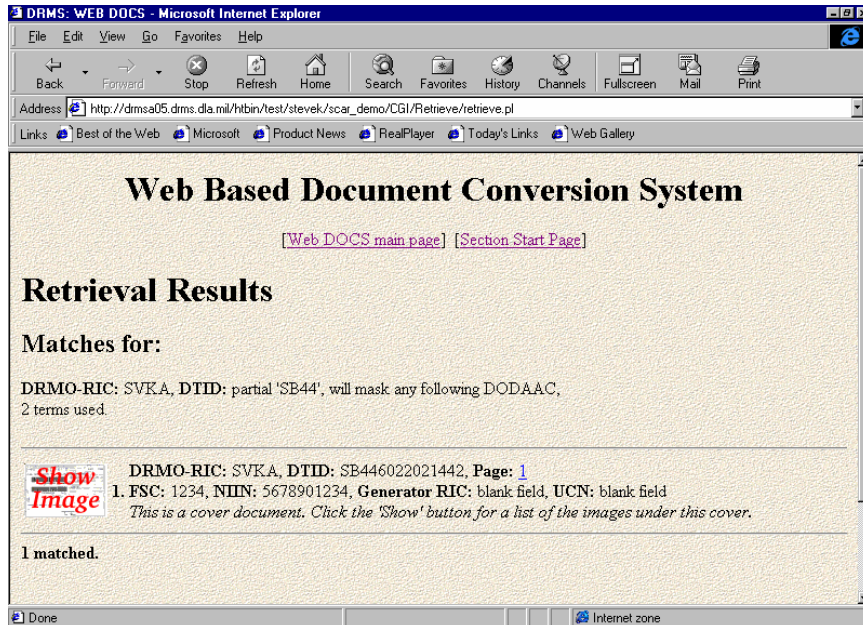 DRMS: WEB DOCS - Microsoft Internet Explorer
File Edit View Go Favorites Help
Back Forward Stop Refresh Home Search Favorites History Channels Fullscreen Mail Print
Address http://drmsa05.drms.dla.mil/htbin/test/stevek/scar_demo/CGI/Retrieve/retrieve.pl
Links Best of the Web Microsoft Product News RealPlayer Today's Links Web Gallery
Web Based Document Conversion System
[Web DOCS main page] [Section Start Page]
Retrieval Results
Matches for:
DRMO-RIC: SVKA, DTID: partial 'SB44', will mask any following DODAAC,
2 terms used.
Show Image
DRMO-RIC: SVKA, DTID: SB446022021442, Page: 1
1. FSC: 1234, NIIN: 5678901234, Generator RIC: blank field, UCN: blank field
This is a cover document. Click the 'Show' button for a list of the images under this cover.
1 matched.
Done Internet zone